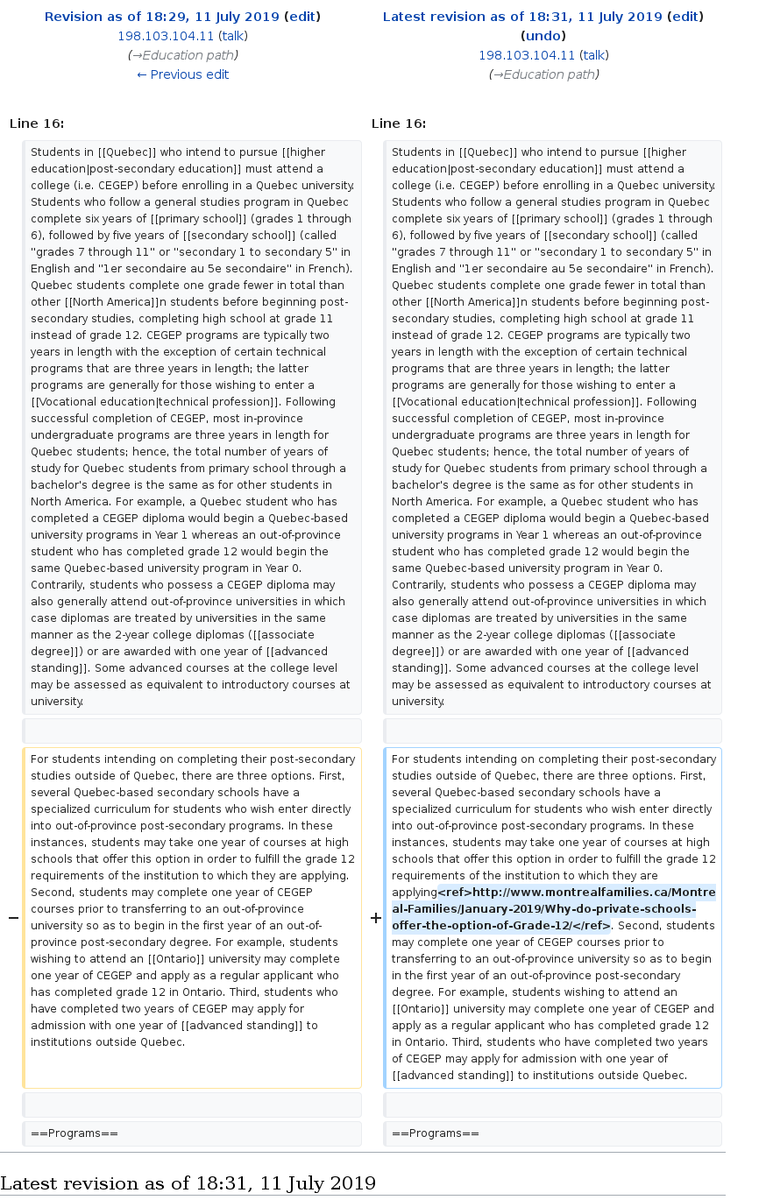 Revision as of 18:29, 11 July 2019 (edit)
198.103.104.11 (talk)
(→Education path)
← Previous edit
Latest revision as of 18:31, 11 July 2019 (edit)
(undo)
198.103.104.11 (talk)
(→Education path)
Line 16:
Students in [[Quebec]] who intend to pursue [[higher
education|post-secondary education]] must attend a
college (i.e. CEGEP) before enrolling in a Quebec university.
Students who follow a general studies program in Quebec
complete six years of [[primary school]] (grades 1 through
6), followed by five years of [[secondary school]] (called
"grades 7 through 11" or "secondary 1 to secondary 5" in
English and "1er secondaire au 5e secondaire" in French).
Quebec students complete one grade fewer in total than
other [[North America]]n students before beginning post-
secondary studies, completing high school at grade 11
instead of grade 12. CEGEP programs are typically two
years in length with the exception of certain technical
programs that are three years in length; the latter
programs are generally for those wishing to enter a
[[Vocational education|technical profession]]. Following
successful completion of CEGEP, most in-province
undergraduate programs are three years in length for
Quebec students; hence, the total number of years of
study for Quebec students from primary school through a
bachelor's degree is the same as for other students in
North America. For example, a Quebec student who has
completed a CEGEP diploma would begin a Quebec-based
university programs in Year 1 whereas an out-of-province
student who has completed grade 12 would begin the
same Quebec-based university program in Year 0.
Contrarily, students who possess a CEGEP diploma may
also generally attend out-of-province universities in which
case diplomas are treated by universities in the same
manner as the 2-year college diplomas ([[associate
degree]]) or are awarded with one year of [[advanced
standing]]. Some advanced courses at the college level
may be assessed as equivalent to introductory courses at
university.
Line 16:
Students in [[Quebec]] who intend to pursue [[higher
education|post-secondary education]] must attend a
college (i.e. CEGEP) before enrolling in a Quebec university.
Students who follow a general studies program in Quebec
complete six years of [[primary school]] (grades 1 through
6), followed by five years of [[secondary school]] (called
"grades 7 through 11" or "secondary 1 to secondary 5" in
English and "1er secondaire au 5e secondaire" in French).
Quebec students complete one grade fewer in total than
other [[North America]]n students before beginning post-
secondary studies, completing high school at grade 11
instead of grade 12. CEGEP programs are typically two
years in length with the exception of certain technical
programs that are three years in length; the latter
programs are generally for those wishing to enter a
[[Vocational education|technical profession]]. Following
successful completion of CEGEP, most in-province
undergraduate programs are three years in length for
Quebec students; hence, the total number of years of
study for Quebec students from primary school through a
bachelor's degree is the same as for other students in
North America. For example, a Quebec student who has
completed a CEGEP diploma would begin a Quebec-based
university programs in Year 1 whereas an out-of-province
student who has completed grade 12 would begin the
same Quebec-based university program in Year 0.
Contrarily, students who possess a CEGEP diploma may
also generally attend out-of-province universities in which
case diplomas are treated by universities in the same
manner as the 2-year college diplomas ([[associate
degree]]) or are awarded with one year of [[advanced
standing]]. Some advanced courses at the college level
may be assessed as equivalent to introductory courses at
university.
−
For students intending on completing their post-secondary
studies outside of Quebec, there are three options. First,
several Quebec-based secondary schools have a
specialized curriculum for students who wish enter directly
into out-of-province post-secondary programs. In these
instances, students may take one year of courses at high
schools that offer this option in order to fulfill the grade 12
requirements of the institution to which they are applying.
Second, students may complete one year of CEGEP
courses prior to transferring to an out-of-province
university so as to begin in the first year of an out-of-
province post-secondary degree. For example, students
wishing to attend an [[Ontario]] university may complete
one year of CEGEP and apply as a regular applicant who
has completed grade 12 in Ontario. Third, students who
have completed two years of CEGEP may apply for
admission with one year of [[advanced standing]] to
institutions outside Quebec.
+
For students intending on completing their post-secondary
studies outside of Quebec, there are three options. First,
several Quebec-based secondary schools have a
specialized curriculum for students who wish enter directly
into out-of-province post-secondary programs. In these
instances, students may take one year of courses at high
schools that offer this option in order to fulfill the grade 12
requirements of the institution to which they are
applying<ref>http://www.montrealfamilies.ca/Montre
al-Families/January-2019/Why-do-private-schools-
offer-the-option-of-Grade-12/</ref>. Second, students
may complete one year of CEGEP courses prior to
transferring to an out-of-province university so as to begin
in the first year of an out-of-province post-secondary
degree. For example, students wishing to attend an
[[Ontario]] university may complete one year of CEGEP and
apply as a regular applicant who has completed grade 12
in Ontario. Third, students who have completed two years
of CEGEP may apply for admission with one year of
[[advanced standing]] to institutions outside Quebec.
==Programs==
==Programs==
Latest revision as of 18:31, 11 July 2019